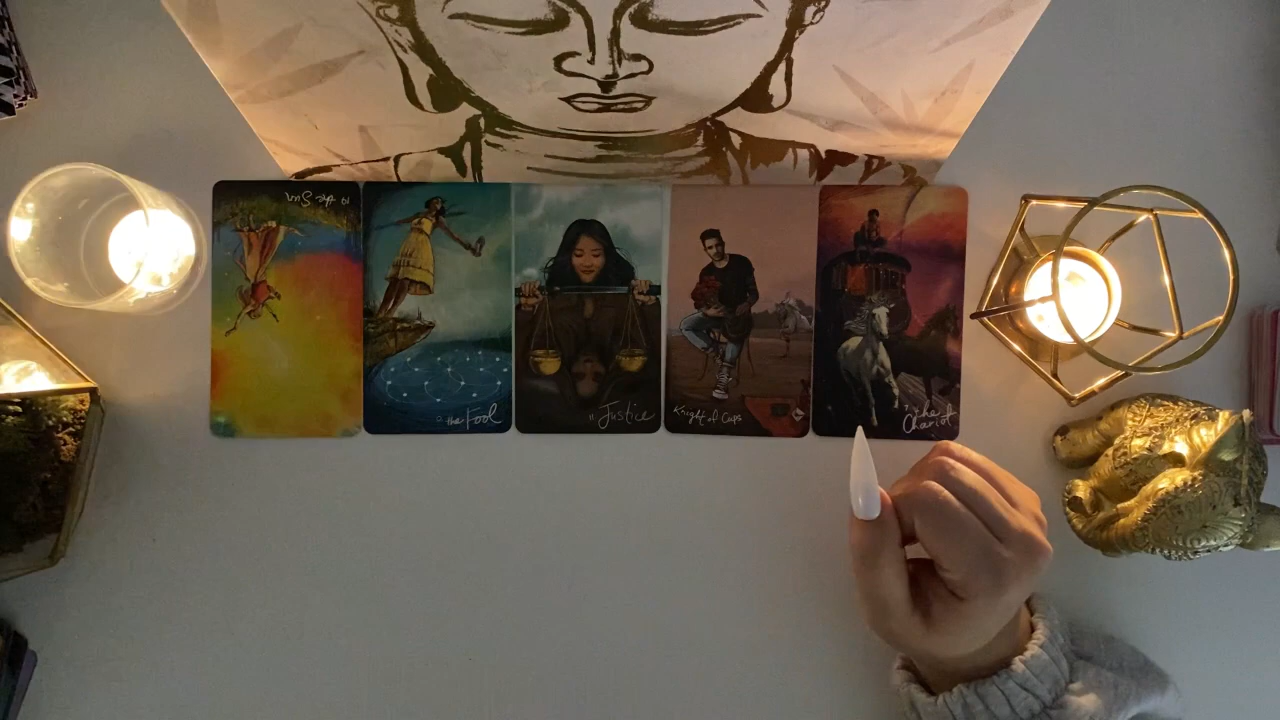 19 the Sun
0 the Fool
11 Justice
Knight of Cups
7 the
Chariot